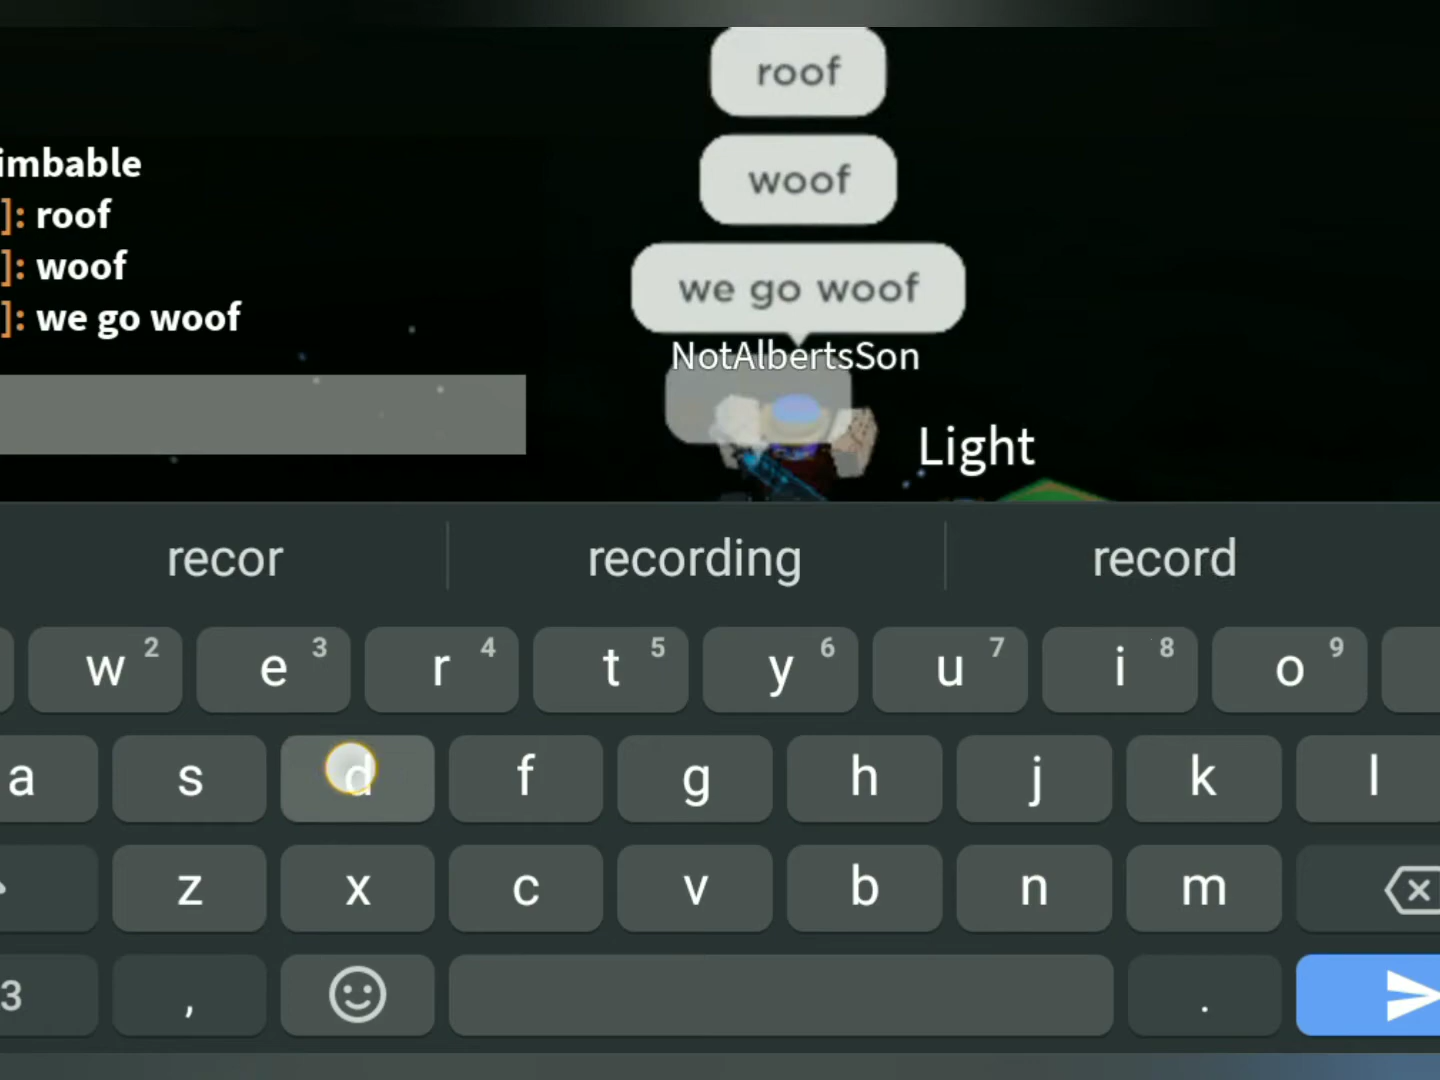 roof
woof
we go woof
imbable
]: roof
]: woof
]: we go woof
NotAlbertsSon
Light
recor recording record
w 2 e 3 r 4 t 5 y 6 u 7 i 8 o 9
a s d f g h j k l
z x c v b n m
3 , .